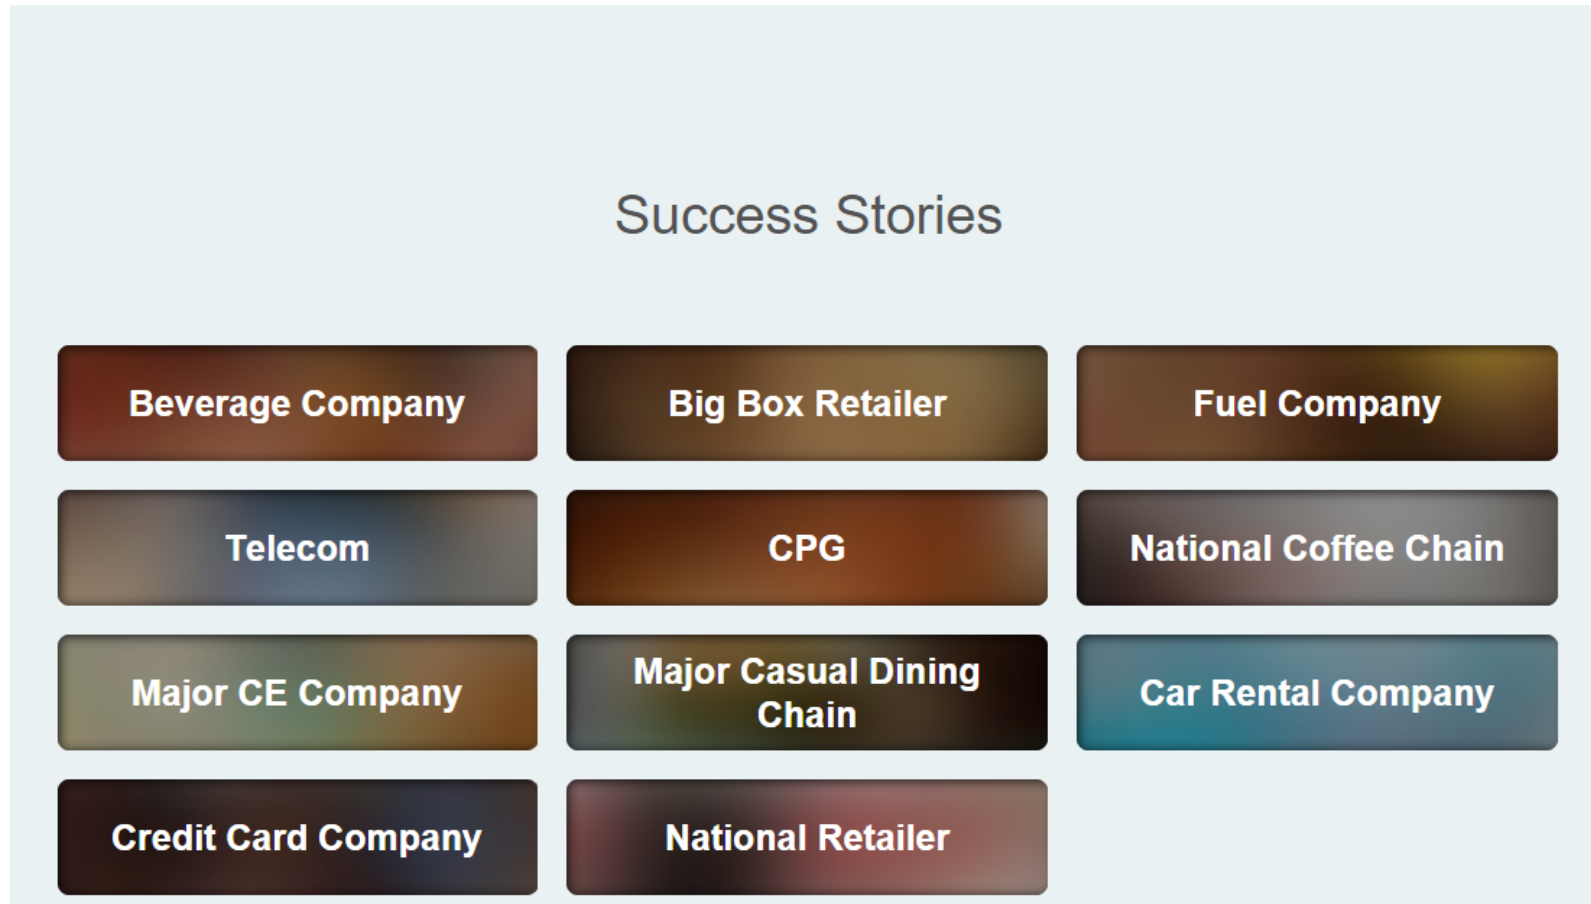 Success Stories
Beverage Company
Big Box Retailer
Fuel Company
Telecom
CPG
National Coffee Chain
Major CE Company
Major Casual Dining
Chain
Car Rental Company
Credit Card Company
National Retailer